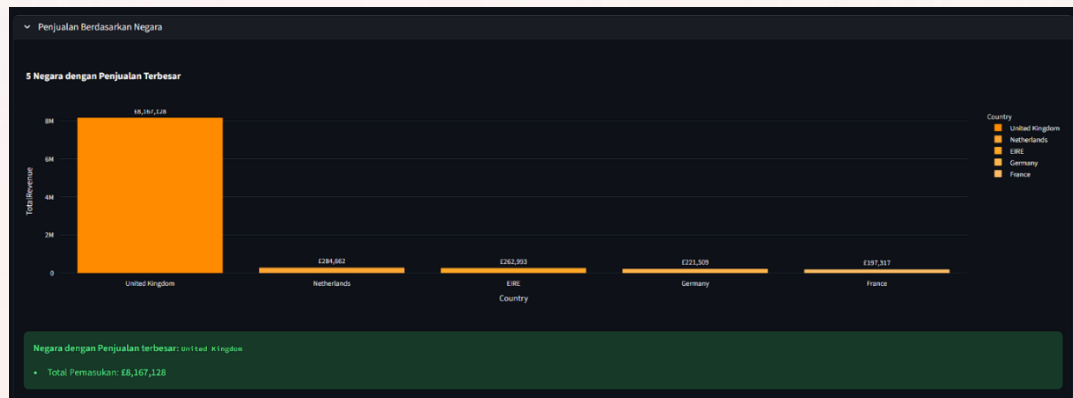 Penjualan Berdasarkan Negara
5 Negara dengan Penjualan Terbesar
TotalRevenue
8M
6M
4M
2M
0
£8,167,128
£284,662
£262,993
£221,509
£197,317
United Kingdom
Netherlands
EIRE
Germany
France
Country
Country
United Kingdom
Netherlands
EIRE
Germany
France
Negara dengan Penjualan terbesar: United Kingdom
• Total Pemasukan: £8,167,128